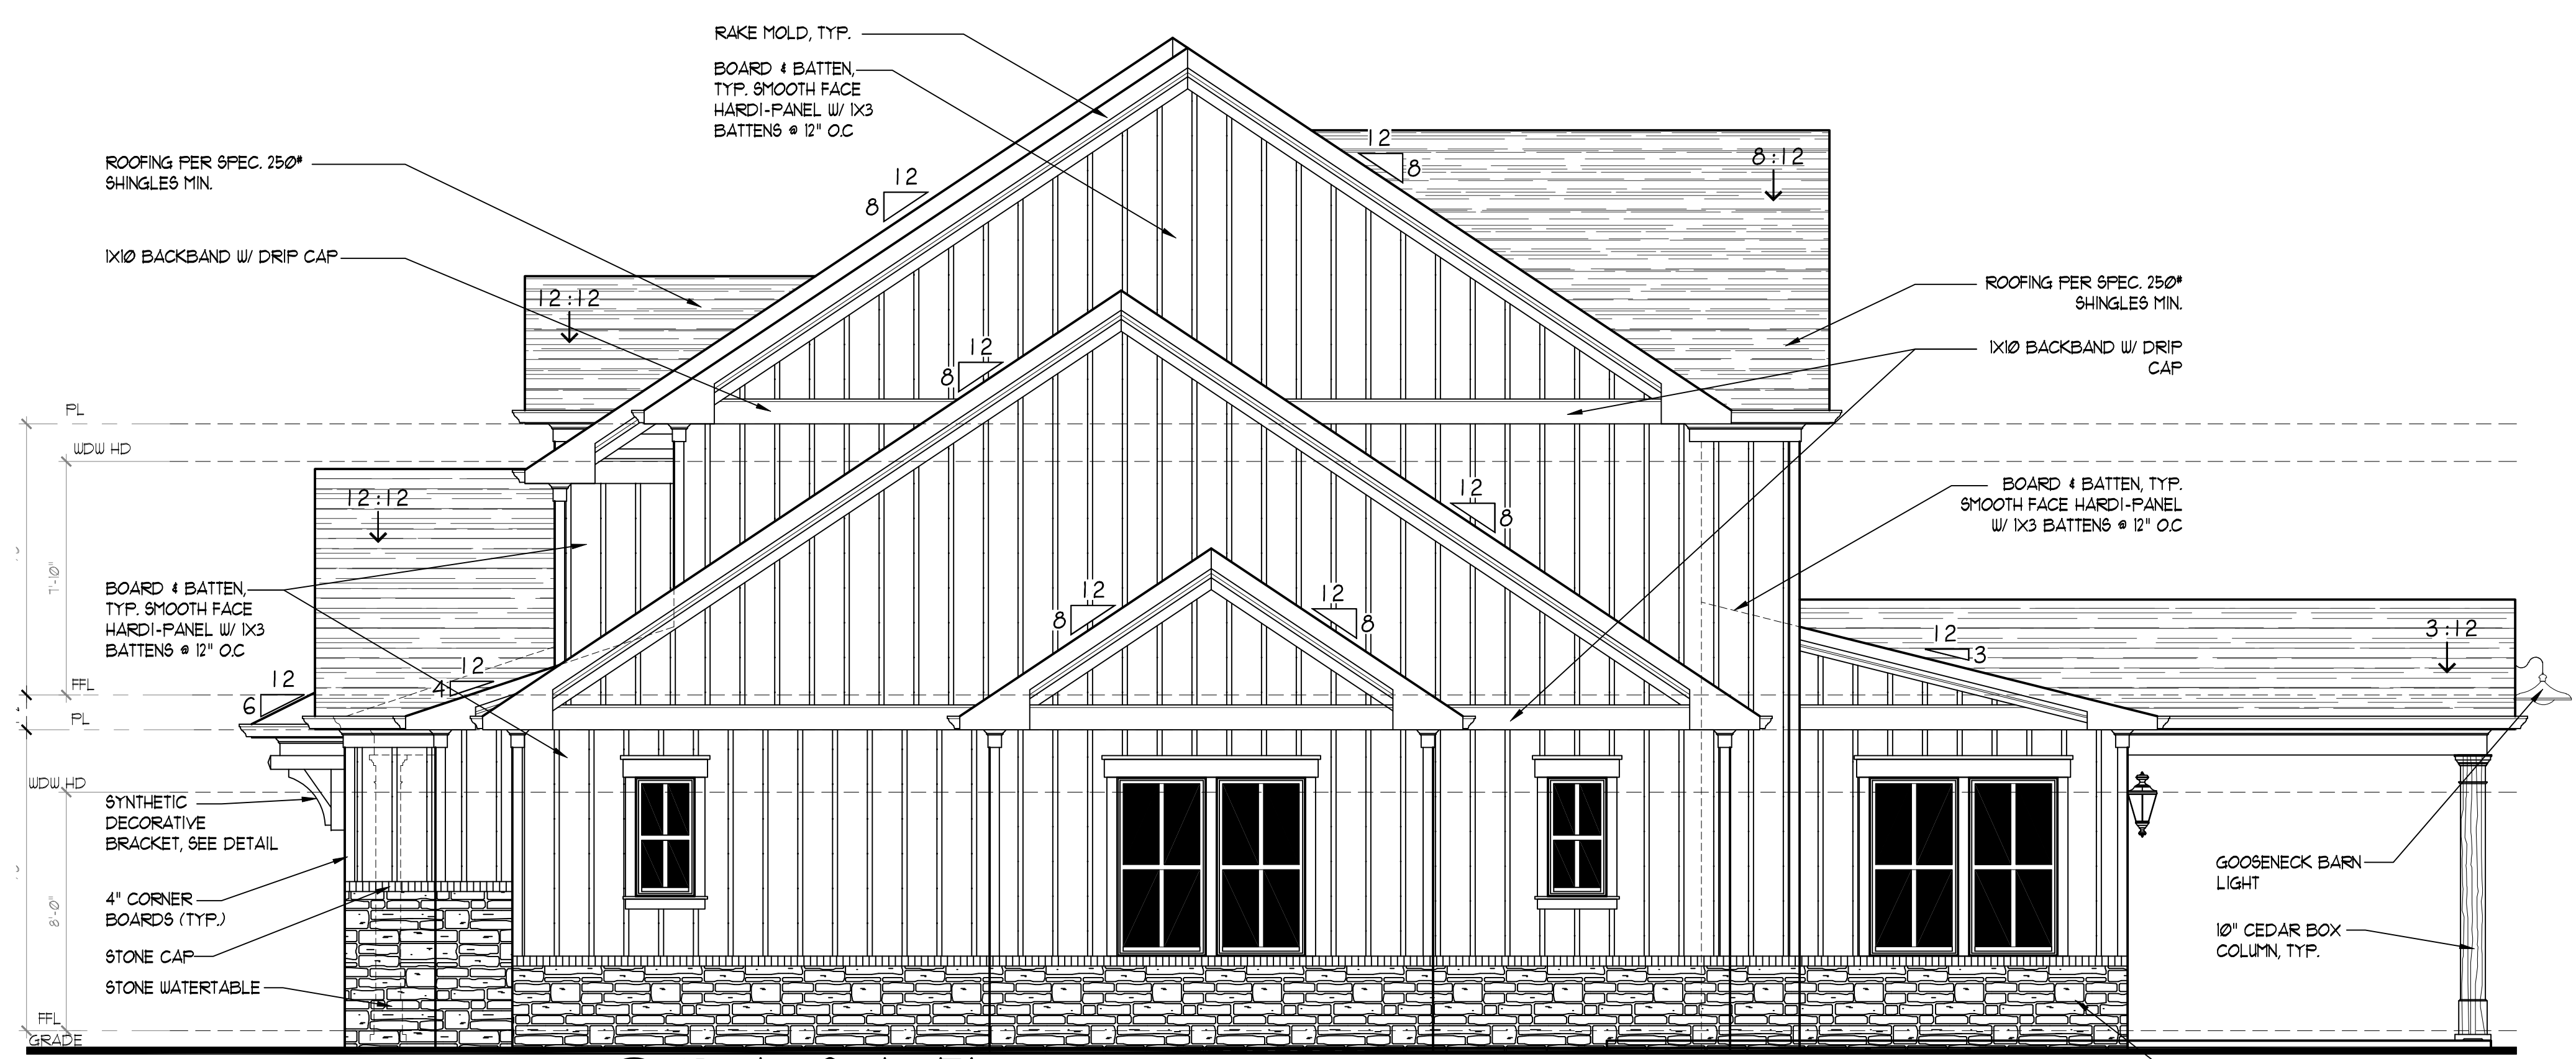 RAKE MOLD, TYP.
BOARD & BATTEN,
TYP. SMOOTH FACE
HARDI-PANEL W/ 1X3
BATTENS @ 12" O.C
ROOFING PER SPEC. 250#
SHINGLES MIN.
1X10 BACKBAND W/ DRIP CAP
12
8
12
8
8:12
12:12
ROOFING PER SPEC. 250#
SHINGLES MIN.
1X10 BACKBAND W/ DRIP
CAP
12
8
PL
WDW HD
12:12
12
8
BOARD & BATTEN, TYP.
SMOOTH FACE HARDI-PANEL
W/ 1X3 BATTENS @ 12" O.C
7'-10"
BOARD & BATTEN,
TYP. SMOOTH FACE
HARDI-PANEL W/ 1X3
BATTENS @ 12" O.C
12
8
12
8
12
3
3:12
12
4
12
6
FFL
PL
WDW HD
SYNTHETIC
DECORATIVE
BRACKET, SEE DETAIL
4" CORNER
BOARDS (TYP.)
8'-0"
STONE CAP
STONE WATERTABLE
GOOSENECK BARN
LIGHT
10" CEDAR BOX
COLUMN, TYP.
FFL
GRADE